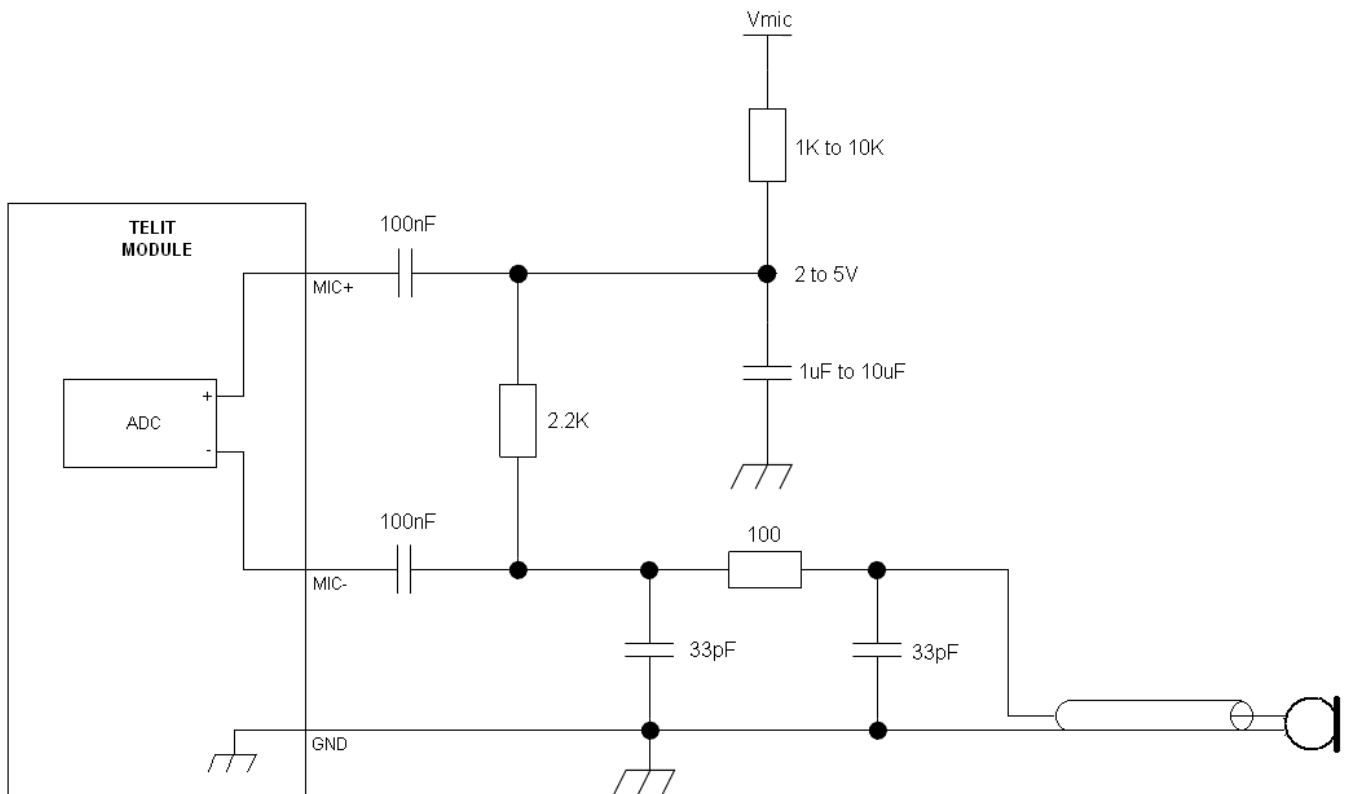 Vmic
1K to 10K
TELIT
MODULE
100nF
MIC+
2 to 5V
1uF to 10uF
+
ADC
-
2.2K
100nF
100
MIC-
33pF
33pF
GND